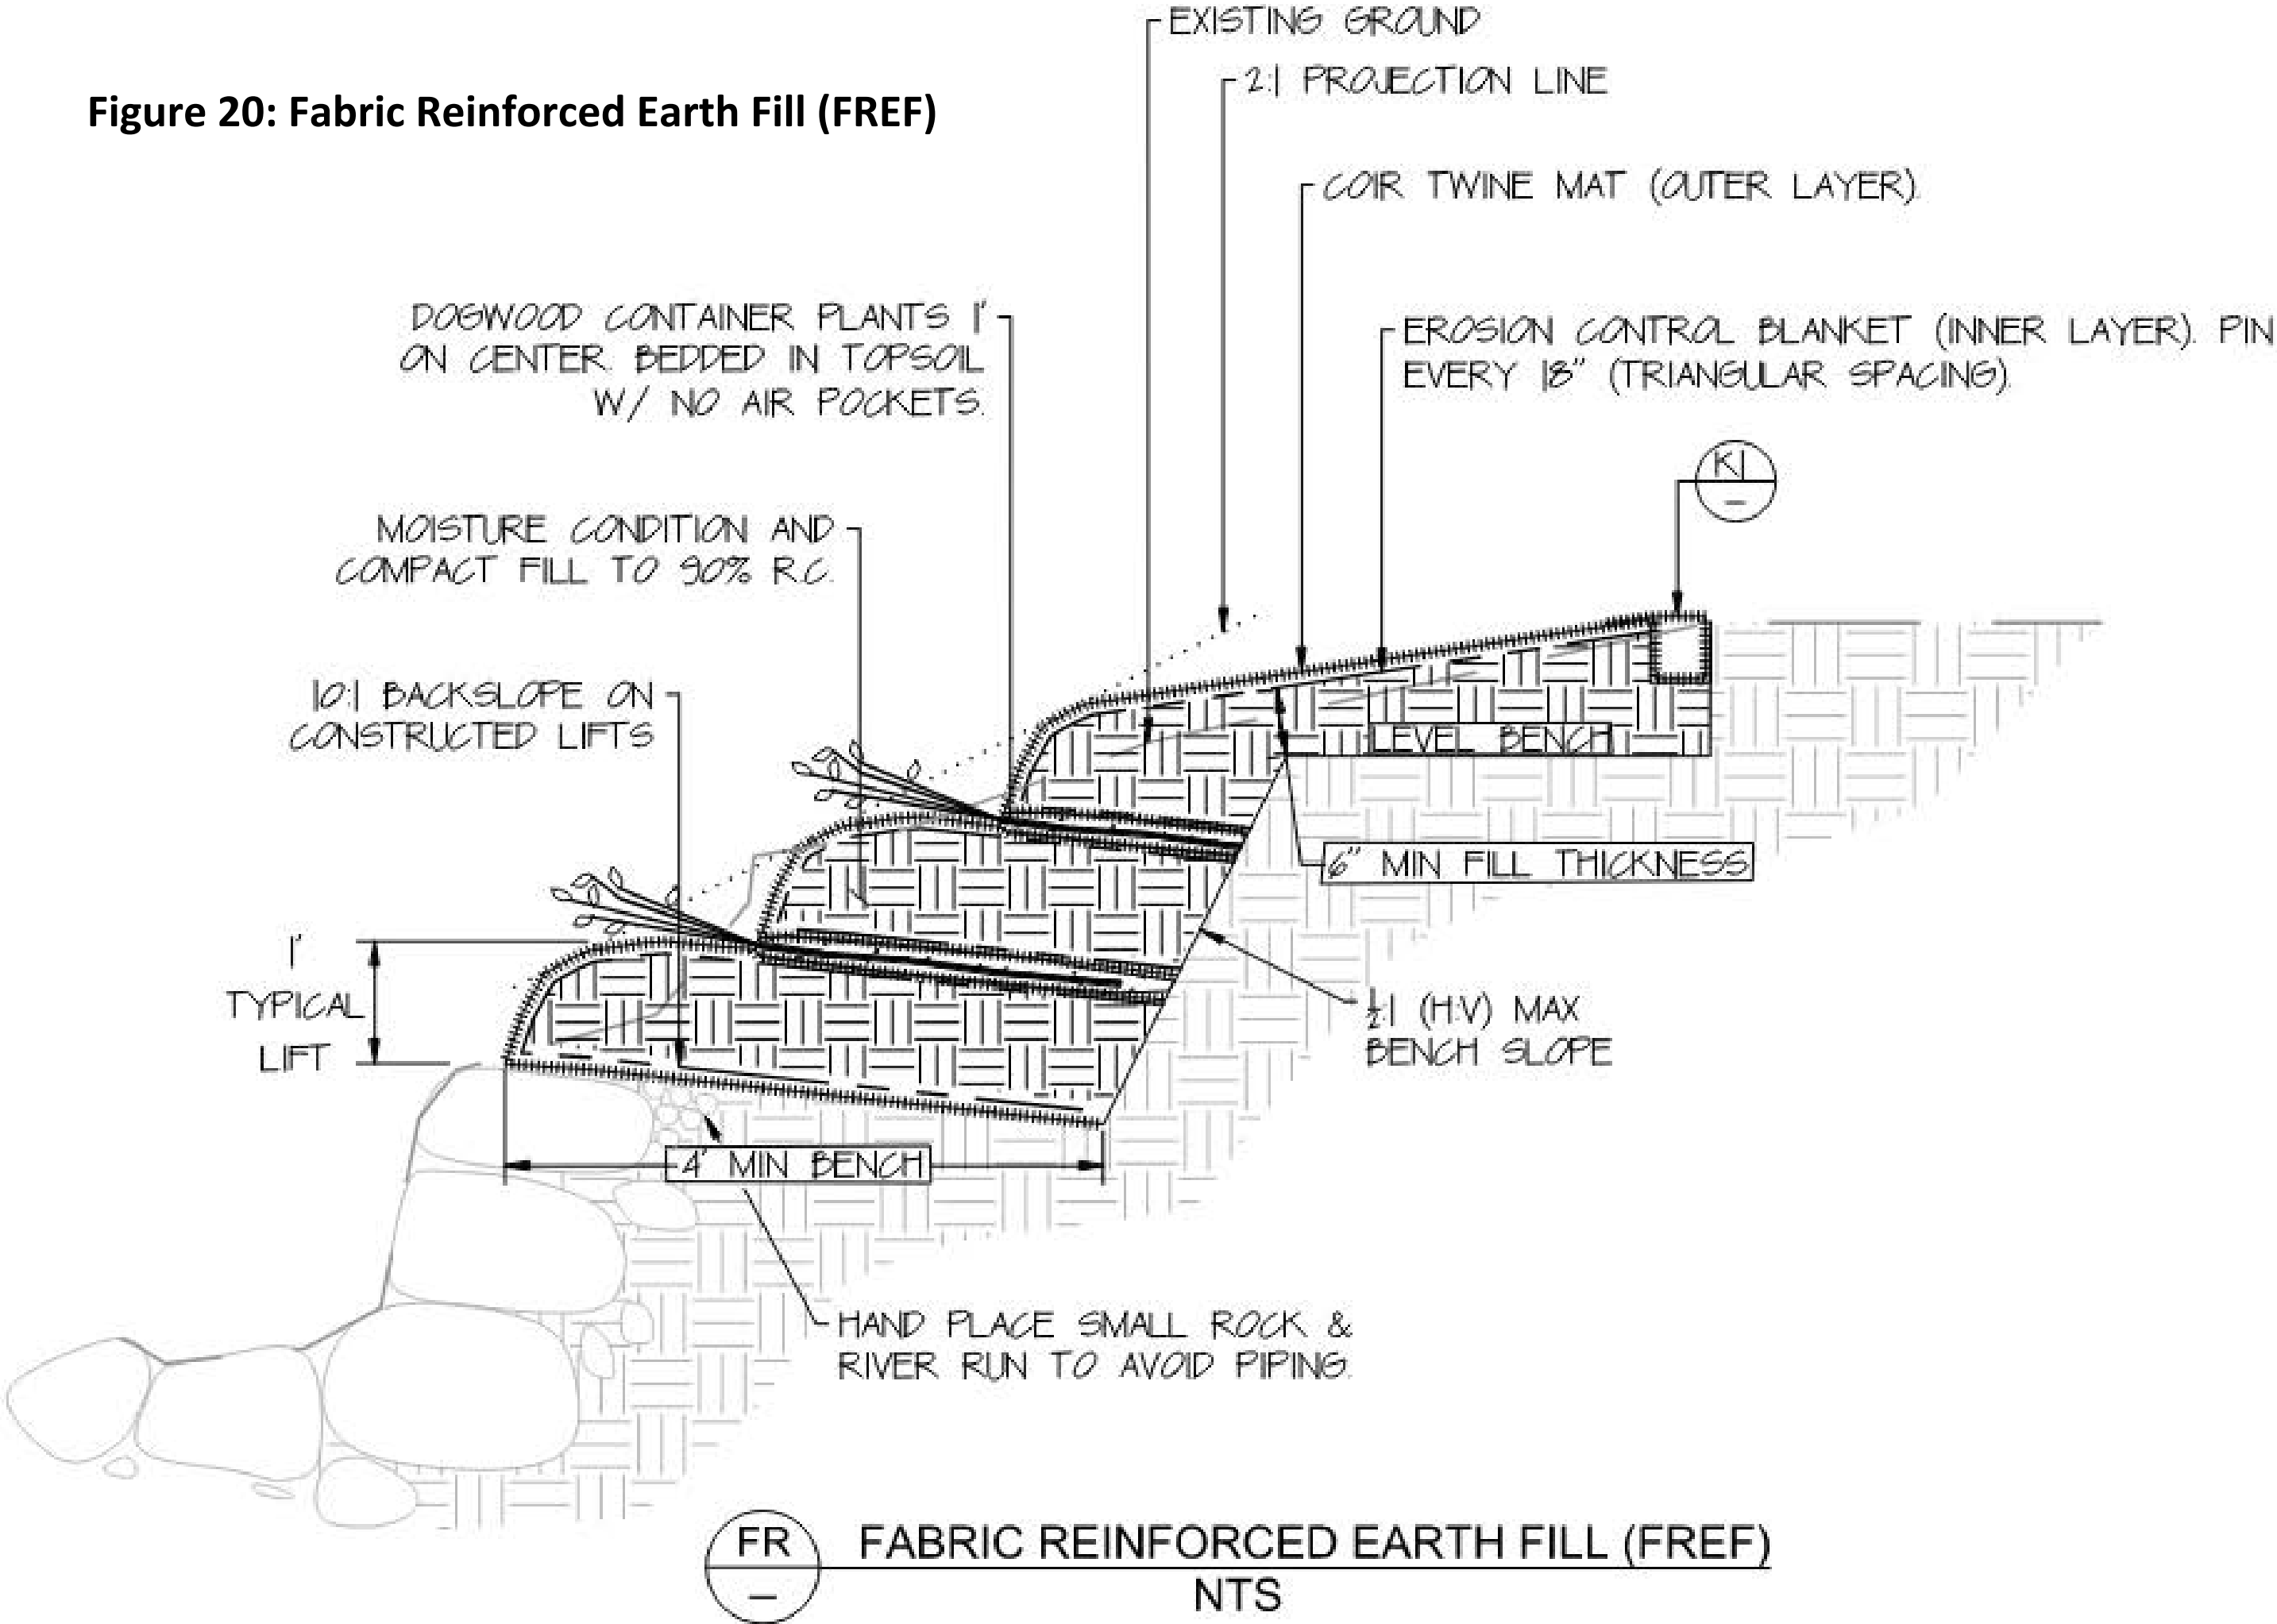 EXISTING GROUND
2:1 PROJECTION LINE
Figure 20: Fabric Reinforced Earth Fill (FREF)
COIR TWINE MAT (OUTER LAYER).
DOGWOOD CONTAINER PLANTS 1'
ON CENTER. BEDDED IN TOPSOIL
W/ NO AIR POCKETS.
EROSION CONTROL BLANKET (INNER LAYER). PIN
EVERY 18" (TRIANGULAR SPACING).
K1
–
MOISTURE CONDITION AND
COMPACT FILL TO 90% R.C.
10:1 BACKSLOPE ON
CONSTRUCTED LIFTS
LEVEL BENCH
6" MIN FILL THICKNESS
1'
TYPICAL
LIFT
½:1 (H:V) MAX
BENCH SLOPE
4' MIN BENCH
HAND PLACE SMALL ROCK &
RIVER RUN TO AVOID PIPING.
FR
–
FABRIC REINFORCED EARTH FILL (FREF)
NTS